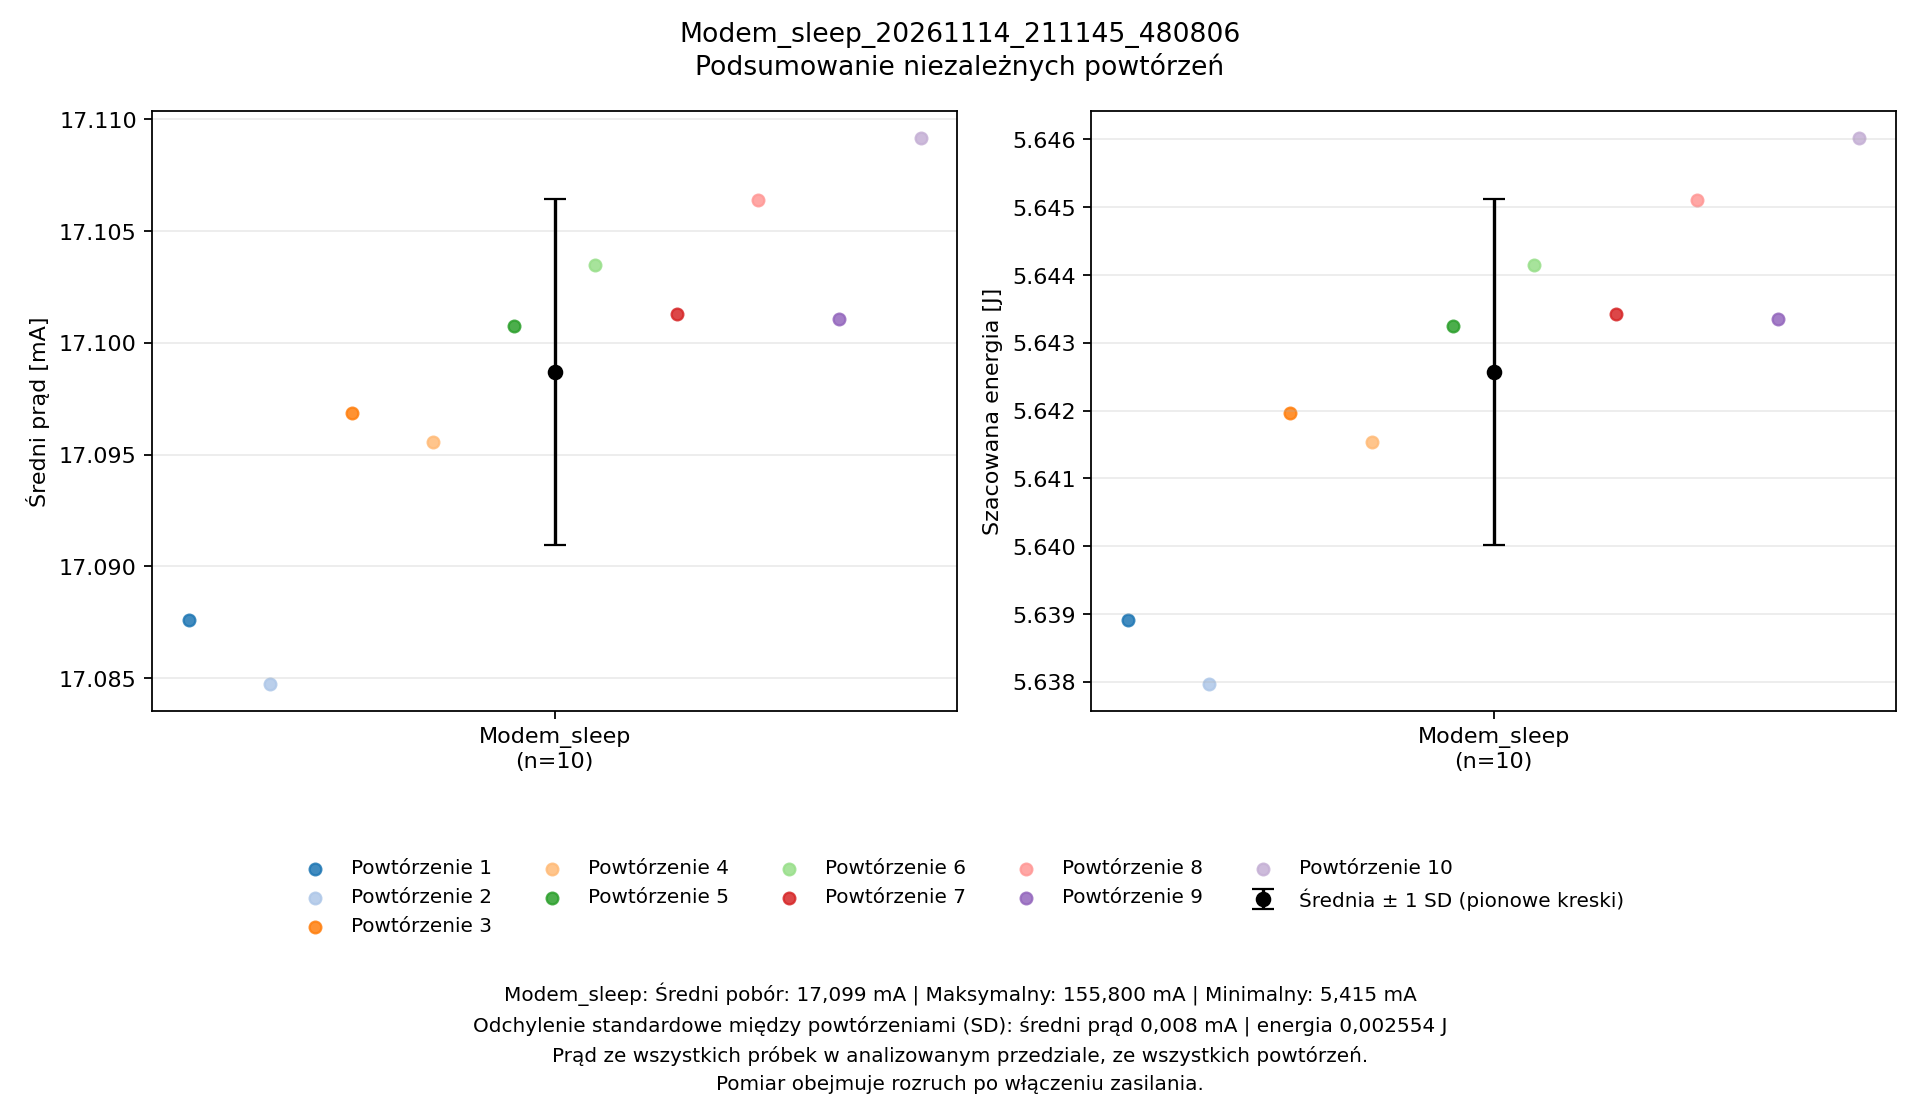 Modem_sleep_20261114_211145_480806
Podsumowanie niezależnych powtórzeń
Średni prąd [mA]
17.110
17.105
17.100
17.095
17.090
17.085
Modem_sleep
(n=10)
Szacowana energia [J]
5.646
5.645
5.644
5.643
5.642
5.641
5.640
5.639
5.638
Modem_sleep
(n=10)
Powtórzenie 1
Powtórzenie 2
Powtórzenie 3
Powtórzenie 4
Powtórzenie 5
Powtórzenie 6
Powtórzenie 7
Powtórzenie 8
Powtórzenie 9
Powtórzenie 10
Średnia ± 1 SD (pionowe kreski)
Modem_sleep: Średni pobór: 17,099 mA | Maksymalny: 155,800 mA | Minimalny: 5,415 mA
Odchylenie standardowe między powtórzeniami (SD): średni prąd 0,008 mA | energia 0,002554 J
Prąd ze wszystkich próbek w analizowanym przedziale, ze wszystkich powtórzeń.
Pomiar obejmuje rozruch po włączeniu zasilania.